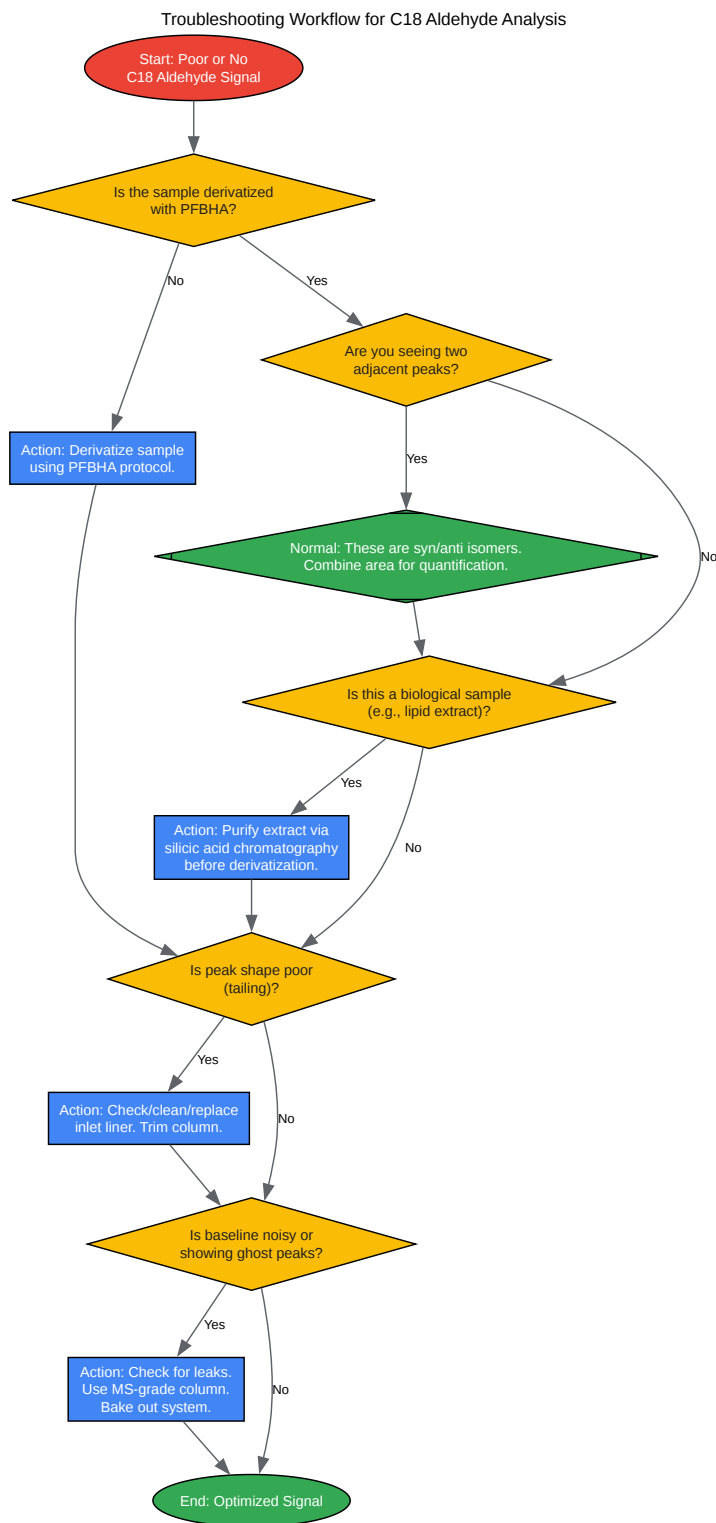 Troubleshooting Workflow for C18 Aldehyde Analysis
Start: Poor or No
C18 Aldehyde Signal
Is the sample derivatized
with PFBHA?
No
Yes
Are you seeing two
adjacent peaks?
Action: Derivatize sample
using PFBHA protocol.
Yes
Normal: These are syn/anti isomers.
Combine area for quantification.
No
Is this a biological sample
(e.g., lipid extract)?
Yes
Action: Purify extract via
silicic acid chromatography
before derivatization.
No
Is peak shape poor
(tailing)?
Yes
Action: Check/clean/replace
inlet liner. Trim column.
No
Is baseline noisy or
showing ghost peaks?
Yes
Action: Check for leaks.
Use MS-grade column.
Bake out system.
No
End: Optimized Signal